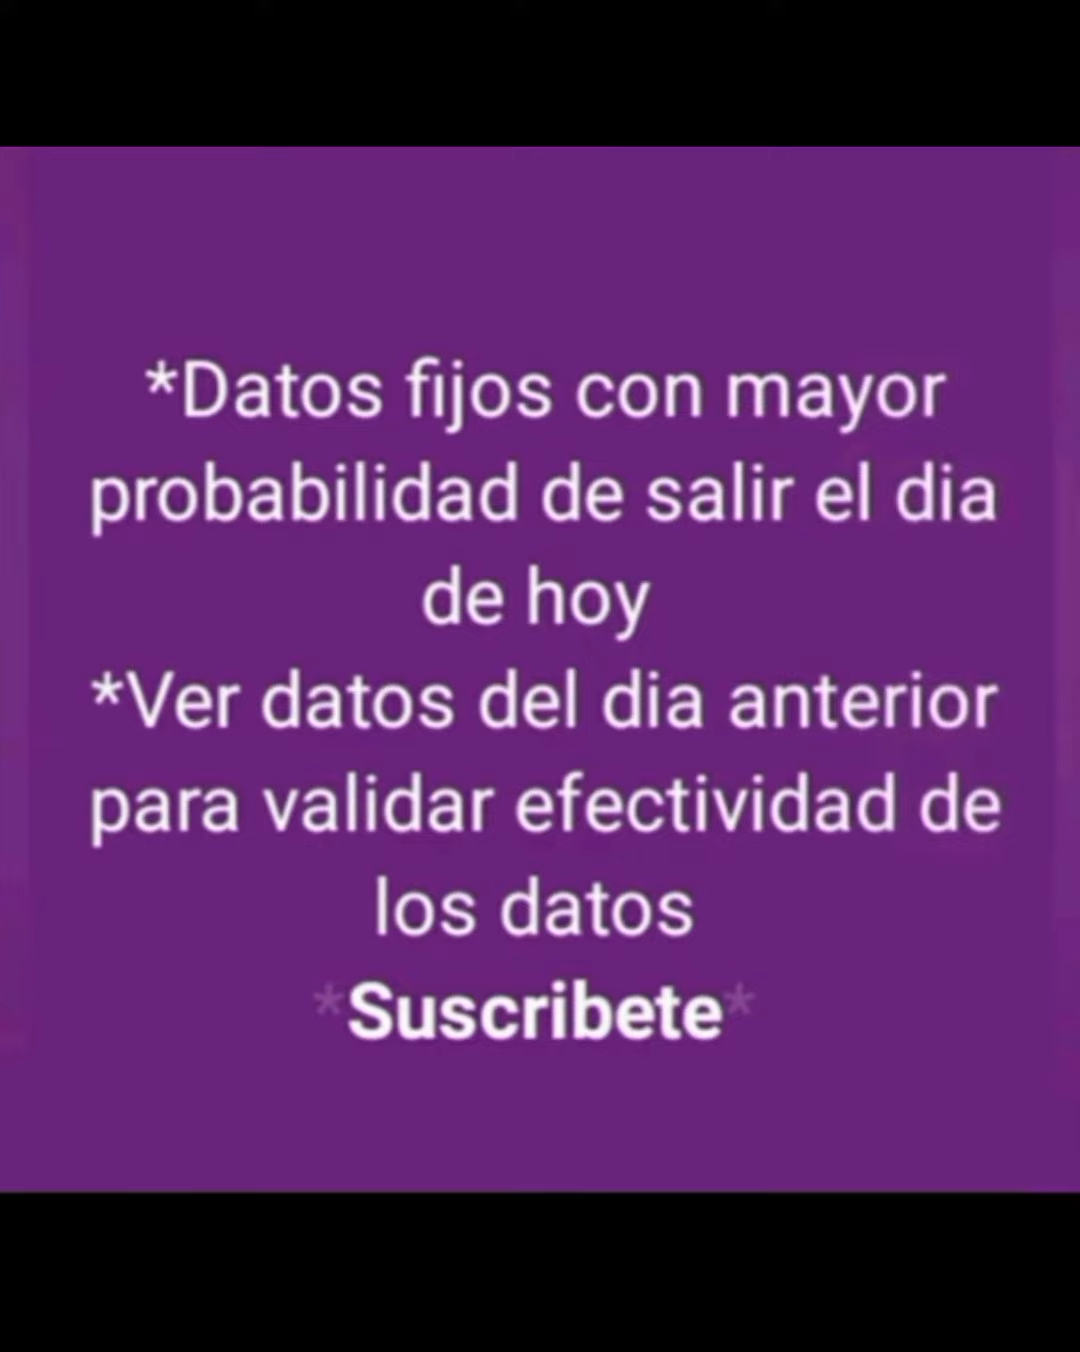 *Datos fijos con mayor
probabilidad de salir el dia
de hoy
*Ver datos del dia anterior
para validar efectividad de
los datos
*Suscribete*